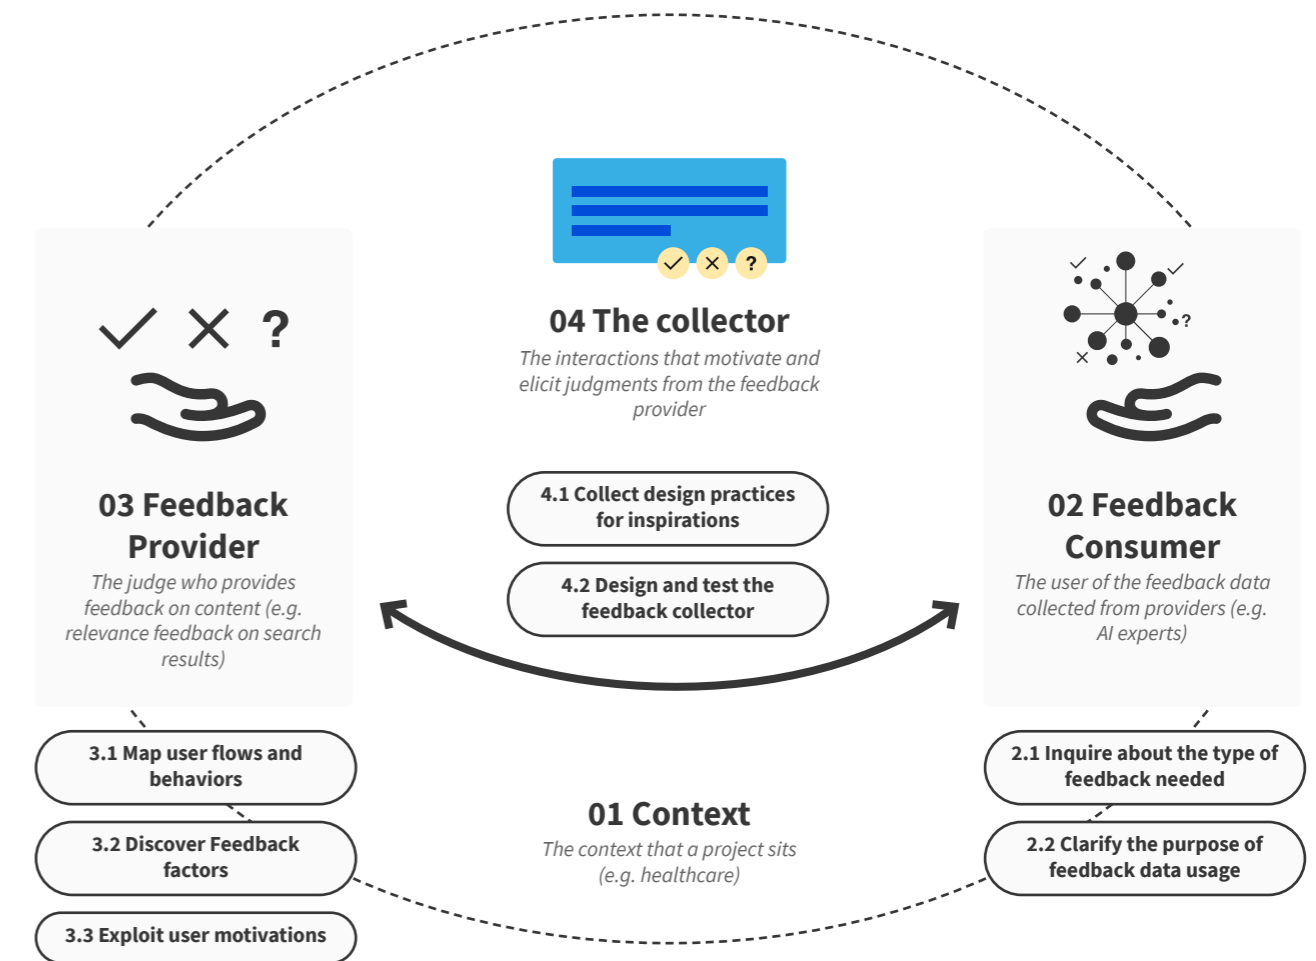 ?
04 The collector
The interactions that motivate and
elicit judgments from the feedback
provider
4.1 Collect design practices
for inspirations
4.2 Design and test the
feedback collector
?
03 Feedback
Provider
The judge who provides
feedback on content (e.g.
relevance feedback on search
results)
3.1 Map user flows and
behaviors
3.2 Discover Feedback
factors
3.3 Exploit user motivations
?
02 Feedback
Consumer
The user of the feedback data
collected from providers (e.g.
AI experts)
2.1 Inquire about the type of
feedback needed
2.2 Clarify the purpose of
feedback data usage
01 Context
The context that a project sits
(e.g. healthcare)